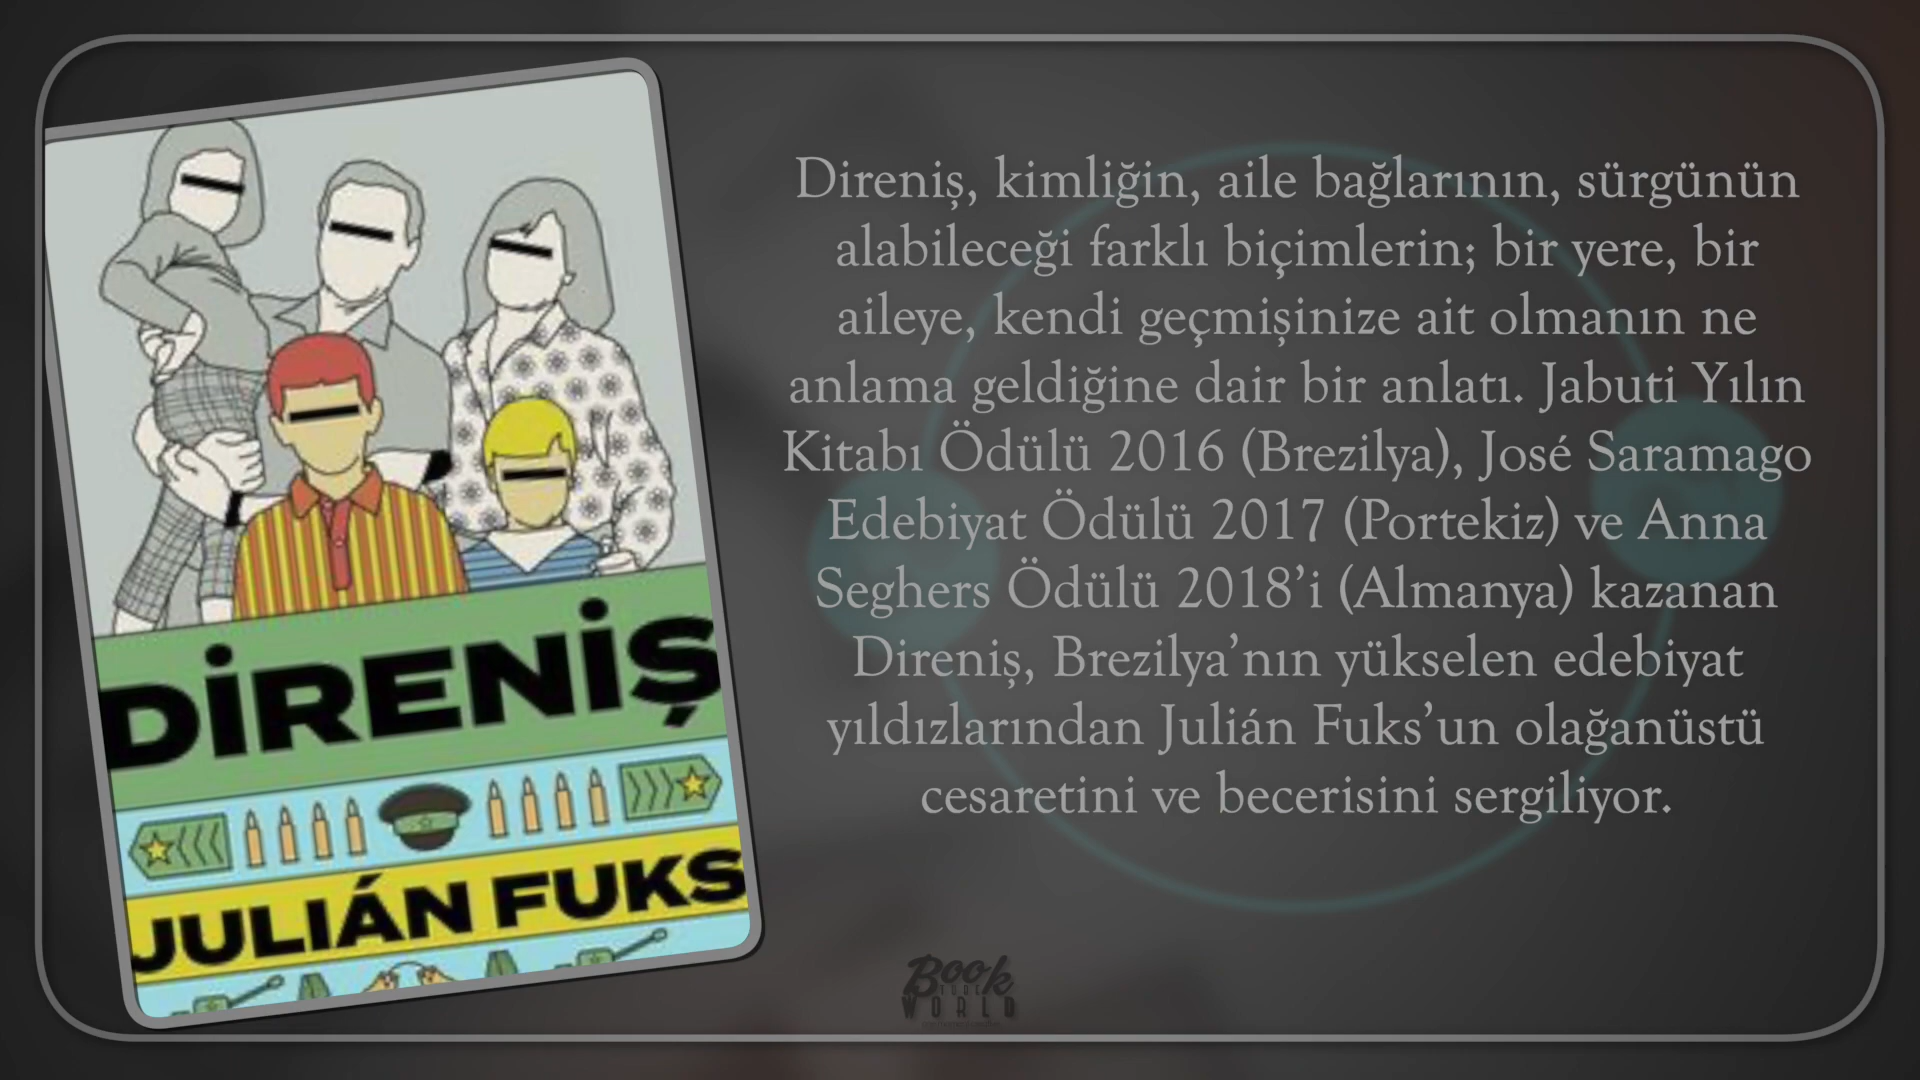 DİRENİŞ
JULIÁN FUKS
Direniş, kimliğin, aile bağlarının, sürgünün
alabileceği farklı biçimlerin; bir yere, bir
aileye, kendi geçmişinize ait olmanın ne
anlama geldiğine dair bir anlatı. Jabuti Yılın
Kitabı Ödülü 2016 (Brezilya), José Saramago
Edebiyat Ödülü 2017 (Portekiz) ve Anna
Seghers Ödülü 2018’i (Almanya) kazanan
Direniş, Brezilya’nın yükselen edebiyat
yıldızlarından Julián Fuks’un olağanüstü
cesaretini ve becerisini sergiliyor.
Book
WORLD